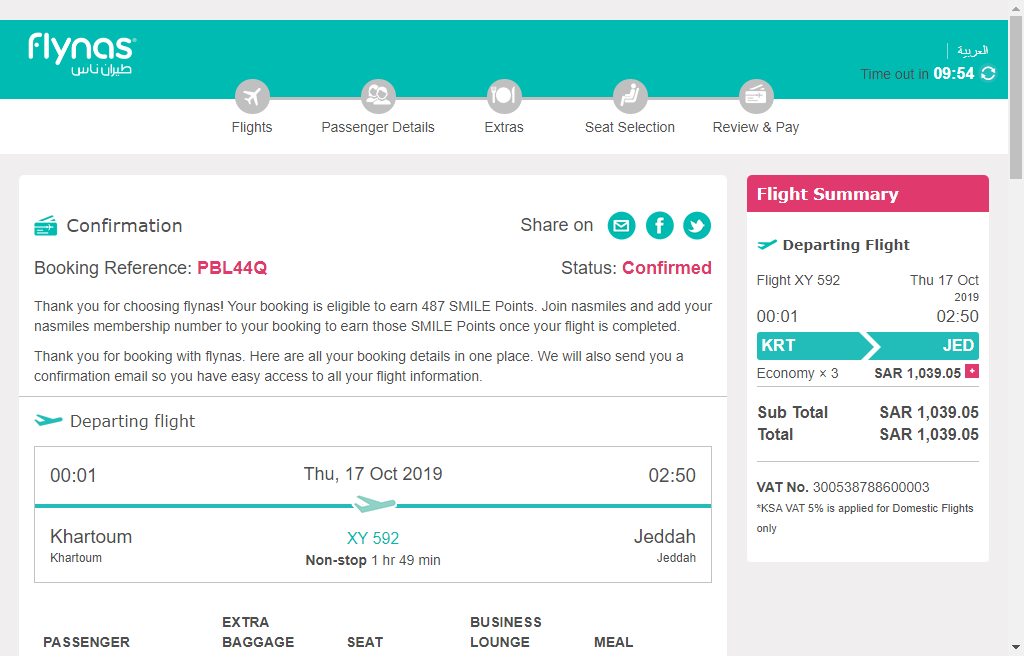 flynas
طيران ناس
العربية
Time out in 09:54
Flights
Passenger Details
Extras
Seat Selection
Review & Pay
Confirmation
Share on
Booking Reference: PBL44Q
Status: Confirmed
Thank you for choosing flynas! Your booking is eligible to earn 487 SMILE Points. Join nasmiles and add your
nasmiles membership number to your booking to earn those SMILE Points once your flight is completed.
Thank you for booking with flynas. Here are all your booking details in one place. We will also send you a
confirmation email so you have easy access to all your flight information.
Departing flight
00:01
Thu, 17 Oct 2019
02:50
Khartoum
XY 592
Jeddah
Khartoum
Non-stop 1 hr 49 min
Jeddah
PASSENGER
EXTRA
BAGGAGE
SEAT
BUSINESS
LOUNGE
MEAL
Flight Summary
Departing Flight
Flight XY 592
Thu 17 Oct
2019
00:01
02:50
KRT
JED
Economy × 3
SAR 1,039.05 +
Sub Total
SAR 1,039.05
Total
SAR 1,039.05
VAT No. 300538788600003
*KSA VAT 5% is applied for Domestic Flights
only